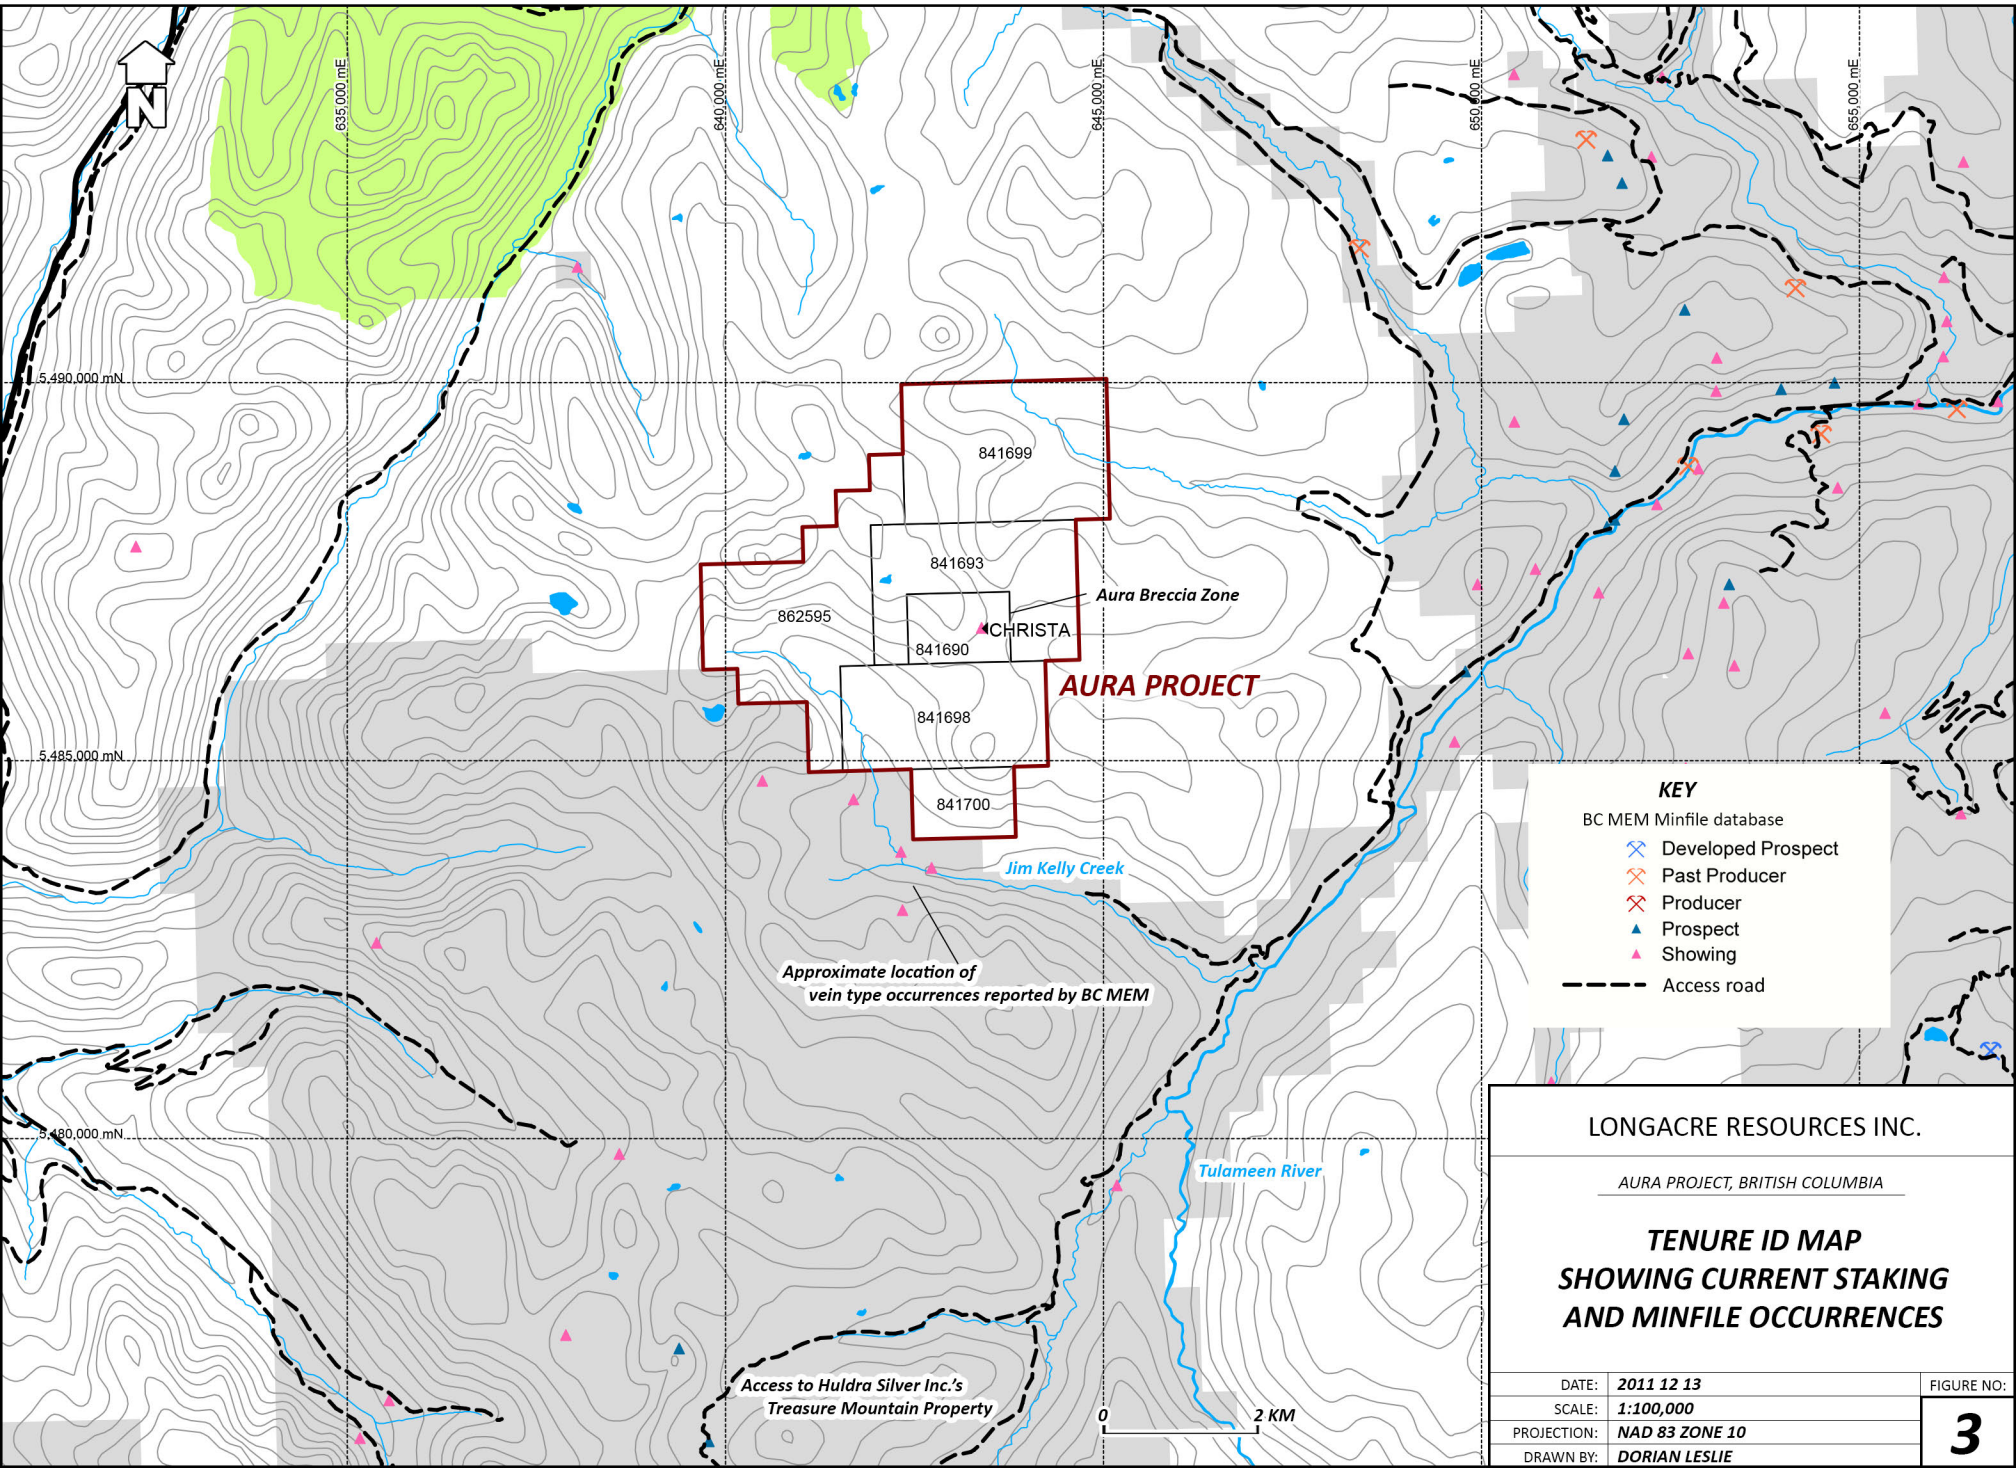 N
635,000 mE
640,000 mE
645,000 mE
650,000 mE
655,000 mE
5,490,000 mN
841699
841693
Aura Breccia Zone
862595
CHRISTA
841690
AURA PROJECT
841698
5,485,000 mN
841700
Jim Kelly Creek
Approximate location of
vein type occurrences reported by BC MEM
KEY
BC MEM Minfile database
Developed Prospect
Past Producer
Producer
Prospect
Showing
Access road
5,480,000 mN
Tulameen River
Access to Huldra Silver Inc.'s
Treasure Mountain Property
0 2 KM
LONGACRE RESOURCES INC.
AURA PROJECT, BRITISH COLUMBIA
TENURE ID MAP
SHOWING CURRENT STAKING
AND MINFILE OCCURRENCES
DATE: 2011 12 13
SCALE: 1:100,000
PROJECTION: NAD 83 ZONE 10
DRAWN BY: DORIAN LESLIE
FIGURE NO:
3